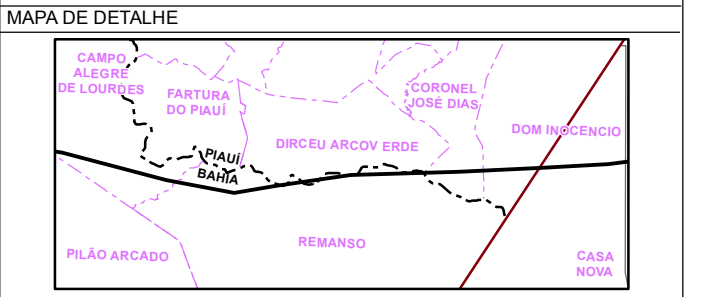 MAPA DE DETALHE
CAMPO
ALEGRE
DE LOURDES
FARTURA
DO PIAUÍ
CORONEL
JOSÉ DIAS
DOM INOCENCIO
DIRCEU ARCOV ERDE
PIAUÍ
BAHIA
REMANSO
PILÃO ARCADO
CASA
NOVA